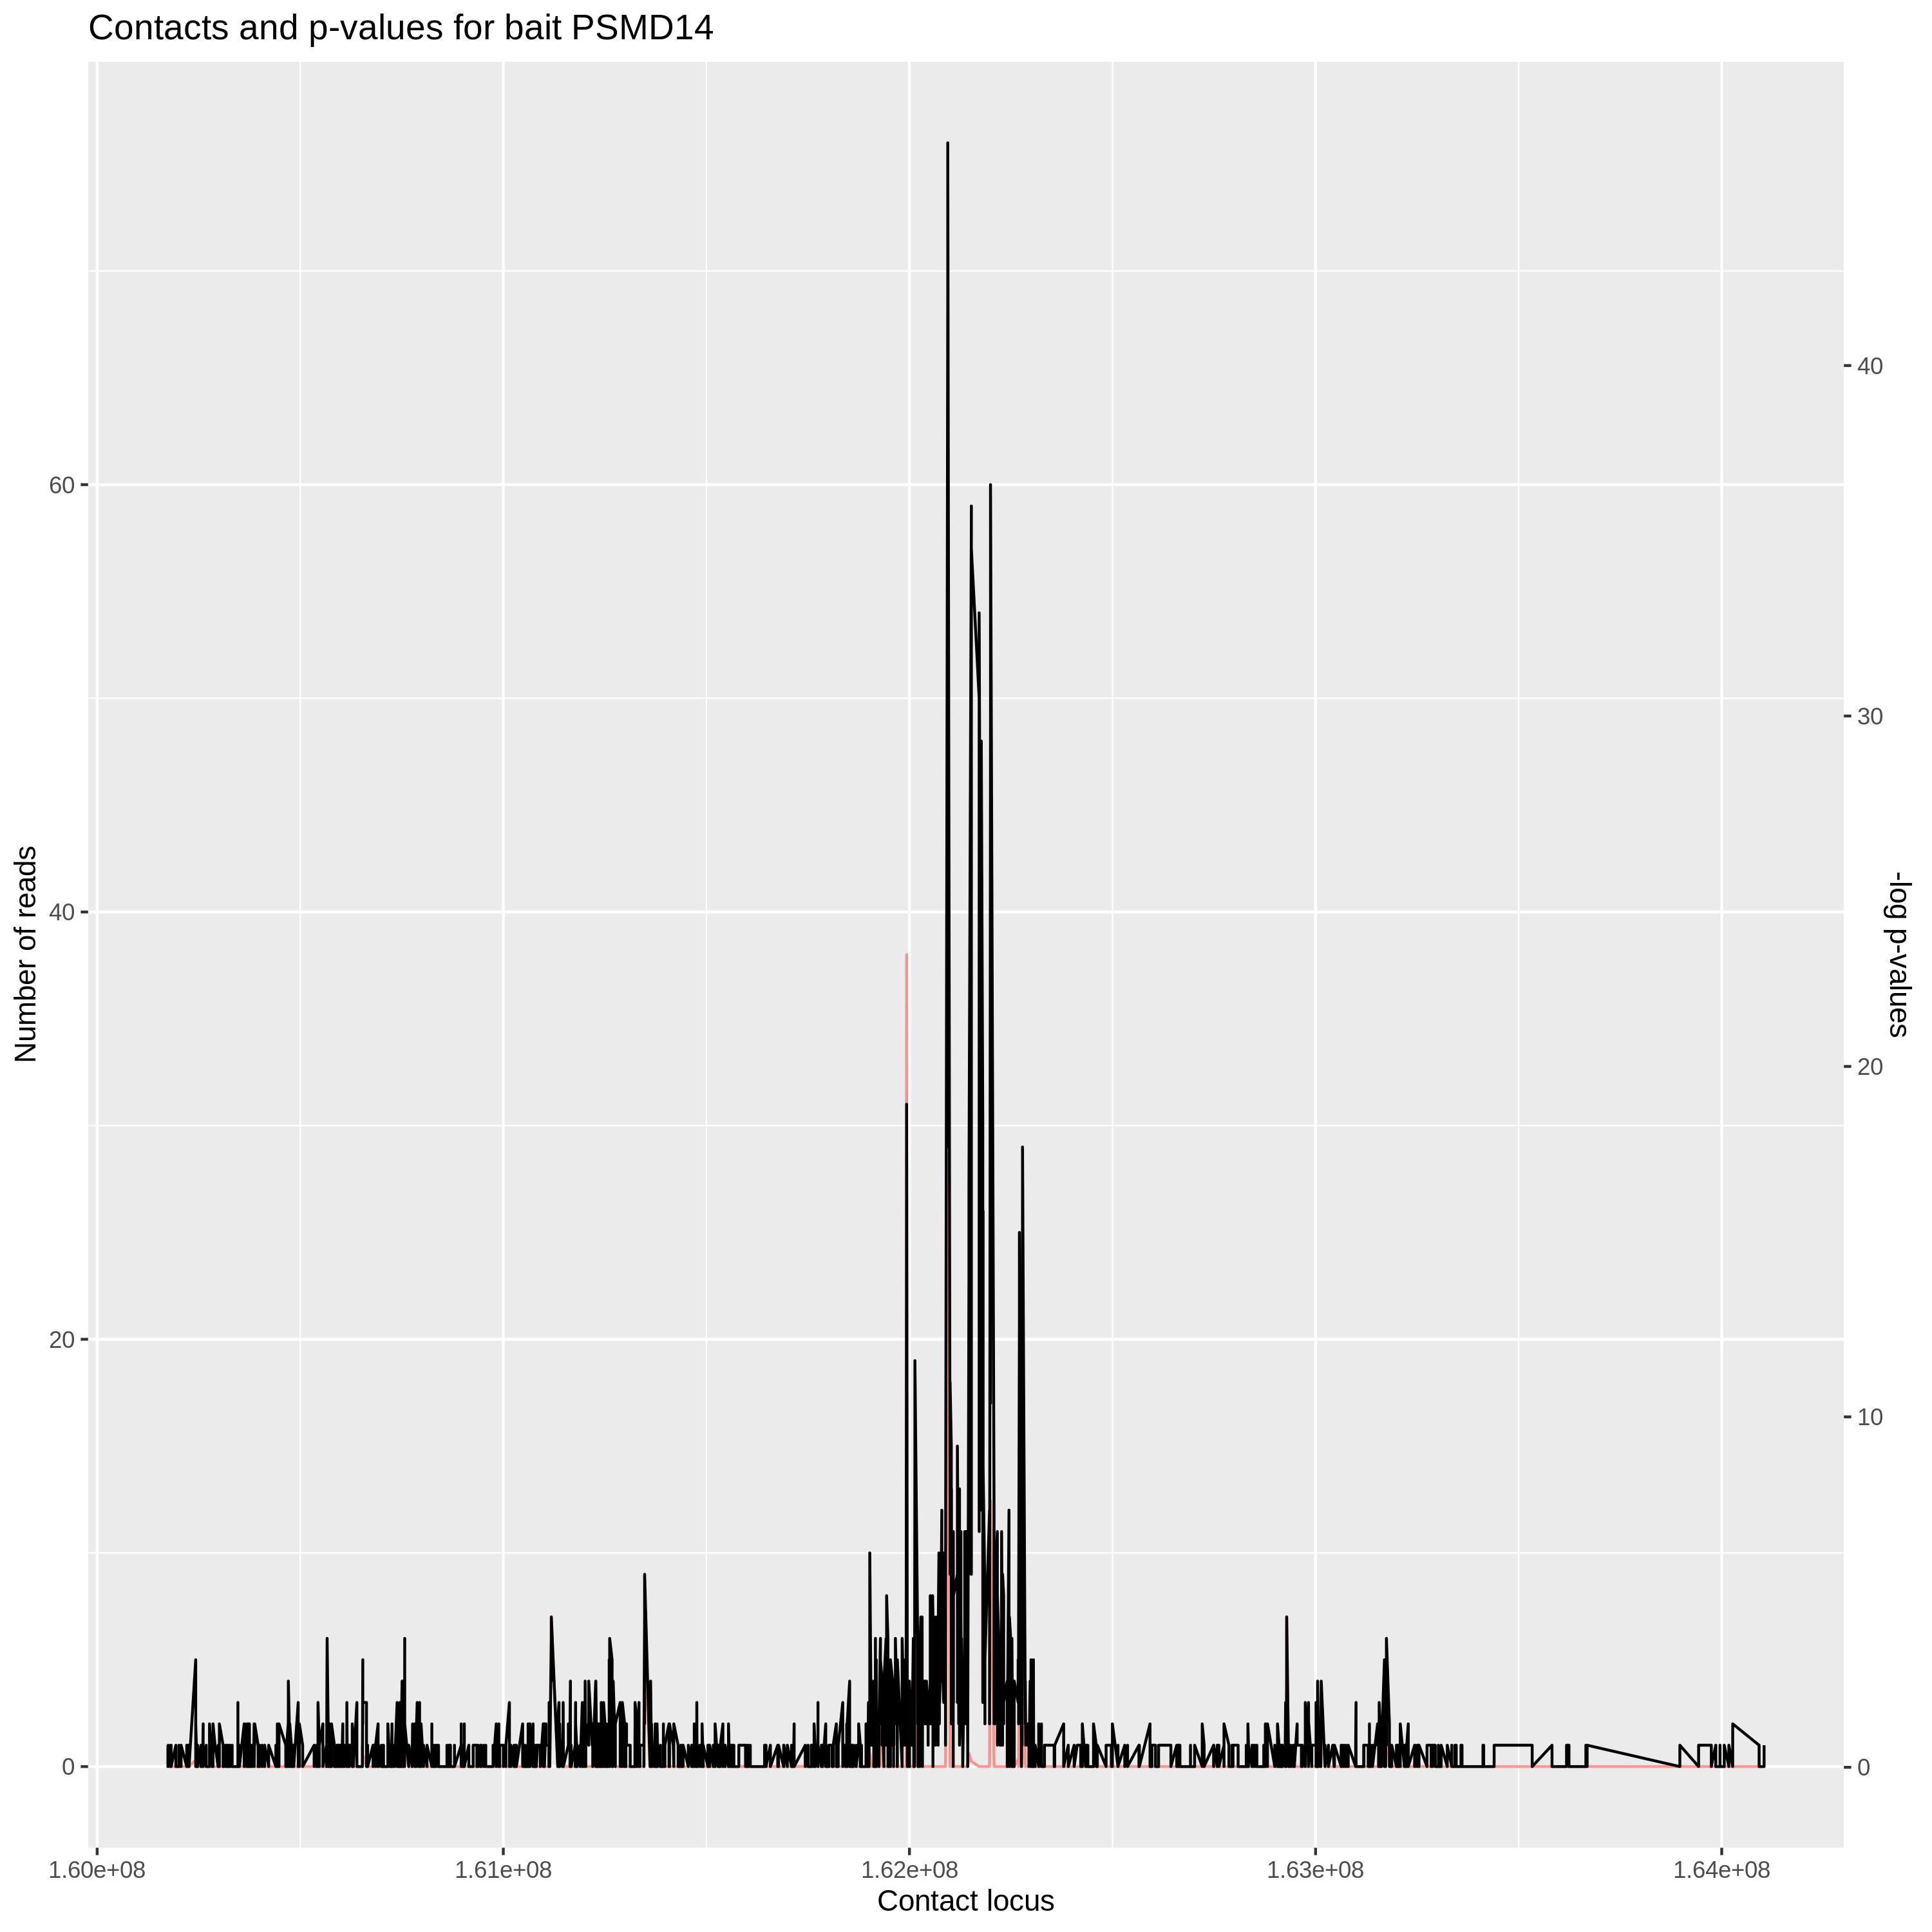 Contacts and p-values for bait PSMD14
Number of reads
60
40
20
0
40
30
20
10
0
-log p-values
1.60e+08 1.61e+08 1.62e+08 1.63e+08 1.64e+08
Contact locus